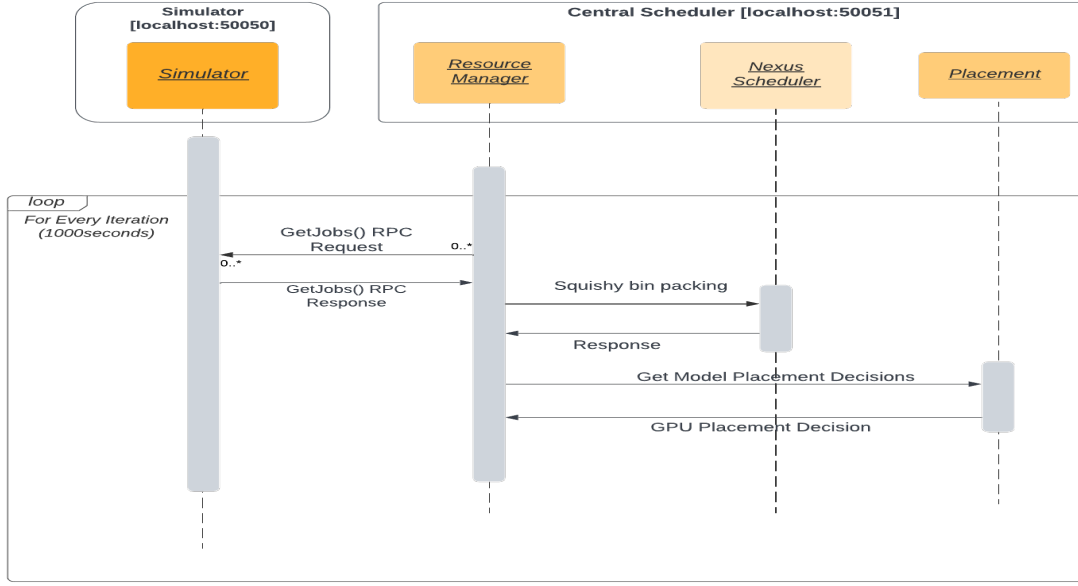 Simulator
[localhost:50050]
Central Scheduler [localhost:50051]
Simulator
Resource
Manager
Nexus
Scheduler
Placement
loop
For Every Iteration
(1000seconds)
GetJobs() RPC
Request
0..*
0..*
GetJobs() RPC
Response
Squishy bin packing
Response
Get Model Placement Decisions
GPU Placement Decision